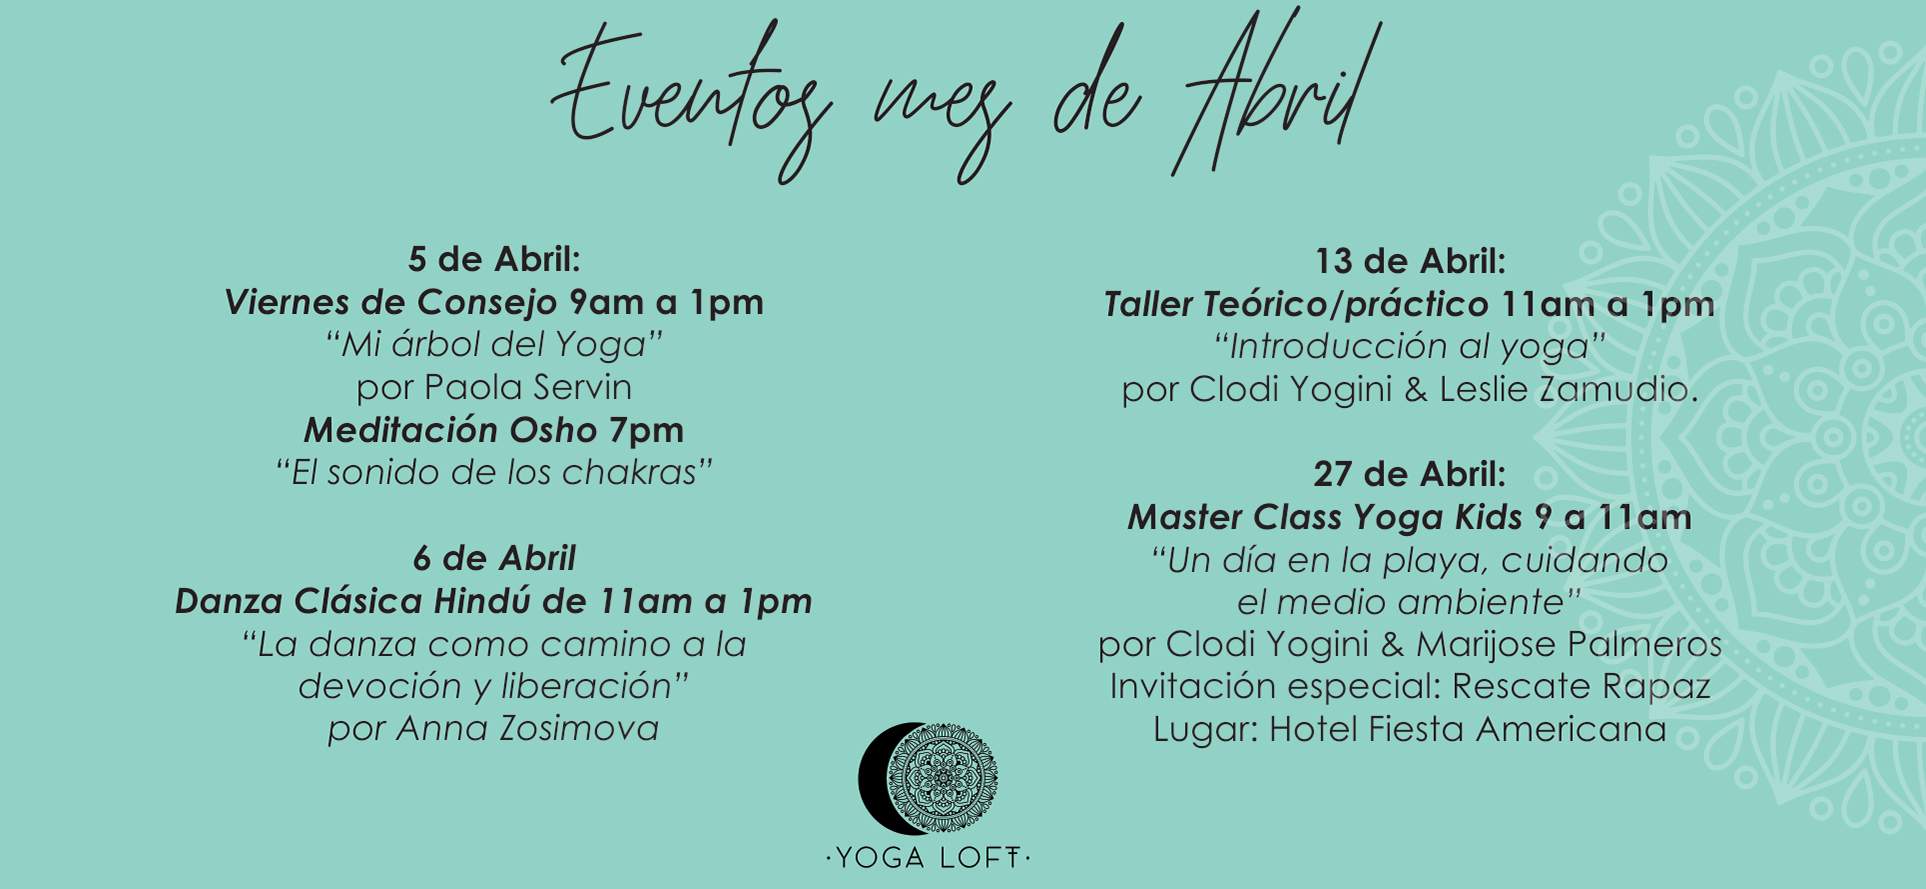 Eventos mes de Abril
5 de Abril:
Viernes de Consejo 9am a 1pm
“Mi árbol del Yoga”
por Paola Servin
Meditación Osho 7pm
“El sonido de los chakras”
6 de Abril
Danza Clásica Hindú de 11am a 1pm
“La danza como camino a la
devoción y liberación”
por Anna Zosimova
13 de Abril:
Taller Teórico/práctico 11am a 1pm
“Introducción al yoga”
por Clodi Yogini & Leslie Zamudio.
27 de Abril:
Master Class Yoga Kids 9 a 11am
“Un día en la playa, cuidando
el medio ambiente”
por Clodi Yogini & Marijose Palmeros
Invitación especial: Rescate Rapaz
Lugar: Hotel Fiesta Americana
·YOGA LOFT·